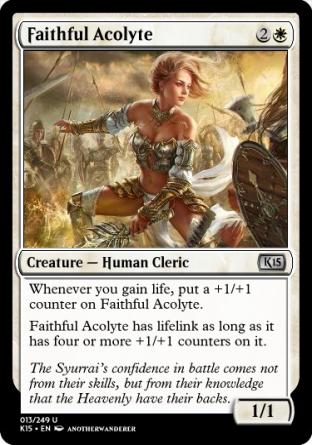 Faithful Acolyte 2
Creature — Human Cleric K15
Whenever you gain life, put a +1/+1
counter on Faithful Acolyte.
Faithful Acolyte has lifelink as long as it
has four or more +1/+1 counters on it.
The Syurrai's confidence in battle comes not
from their skills, but from their knowledge
that the Heavenly have their backs.
1/1
013/249 U
K15 • EN ANOTHERWANDERER